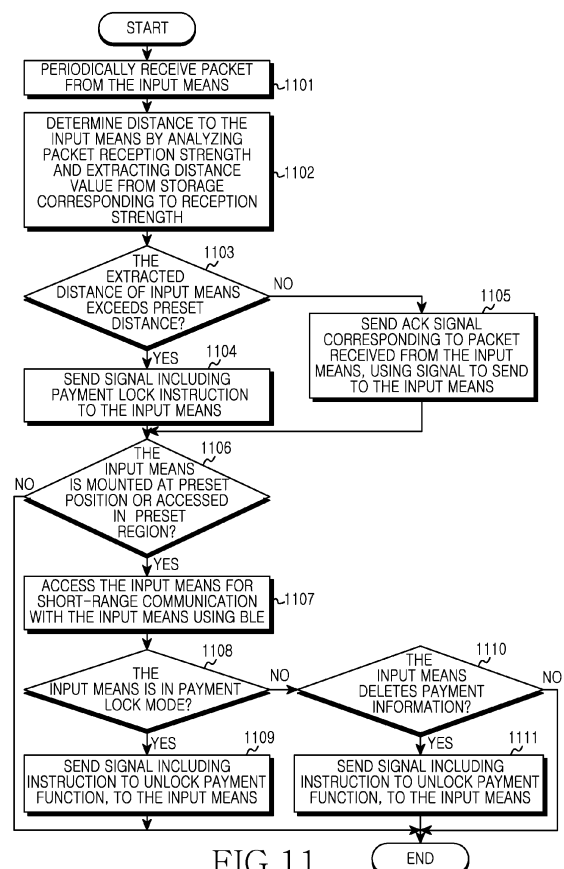 START
PERIODICALLY RECEIVE PACKET
FROM THE INPUT MEANS
1101
DETERMINE DISTANCE TO THE
INPUT MEANS BY ANALYZING
PACKET RECEPTION STRENGTH
AND EXTRACTING DISTANCE
VALUE FROM STORAGE
CORRESPONDING TO RECEPTION
STRENGTH
1102
1103
THE
EXTRACTED
DISTANCE OF INPUT MEANS
EXCEEDS PRESET
DISTANCE?
NO
YES
1104
SEND SIGNAL INCLUDING
PAYMENT LOCK INSTRUCTION
TO THE INPUT MEANS
1105
SEND ACK SIGNAL
CORRESPONDING TO PACKET
RECEIVED FROM THE INPUT
MEANS, USING SIGNAL TO SEND
TO THE INPUT MEANS
1106
THE
INPUT MEANS
IS MOUNTED AT PRESET
POSITION OR ACCESSED
IN PRESET
REGION?
NO
YES
ACCESS THE INPUT MEANS FOR
SHORT-RANGE COMMUNICATION
WITH THE INPUT MEANS USING BLE
1107
1108
THE
INPUT MEANS IS IN PAYMENT
LOCK MODE?
NO
YES
1110
THE
INPUT MEANS
DELETES PAYMENT
INFORMATION?
NO
YES
1109
SEND SIGNAL INCLUDING
INSTRUCTION TO UNLOCK PAYMENT
FUNCTION, TO THE INPUT MEANS
1111
SEND SIGNAL INCLUDING
INSTRUCTION TO UNLOCK PAYMENT
FUNCTION, TO THE INPUT MEANS
END
FIG.11